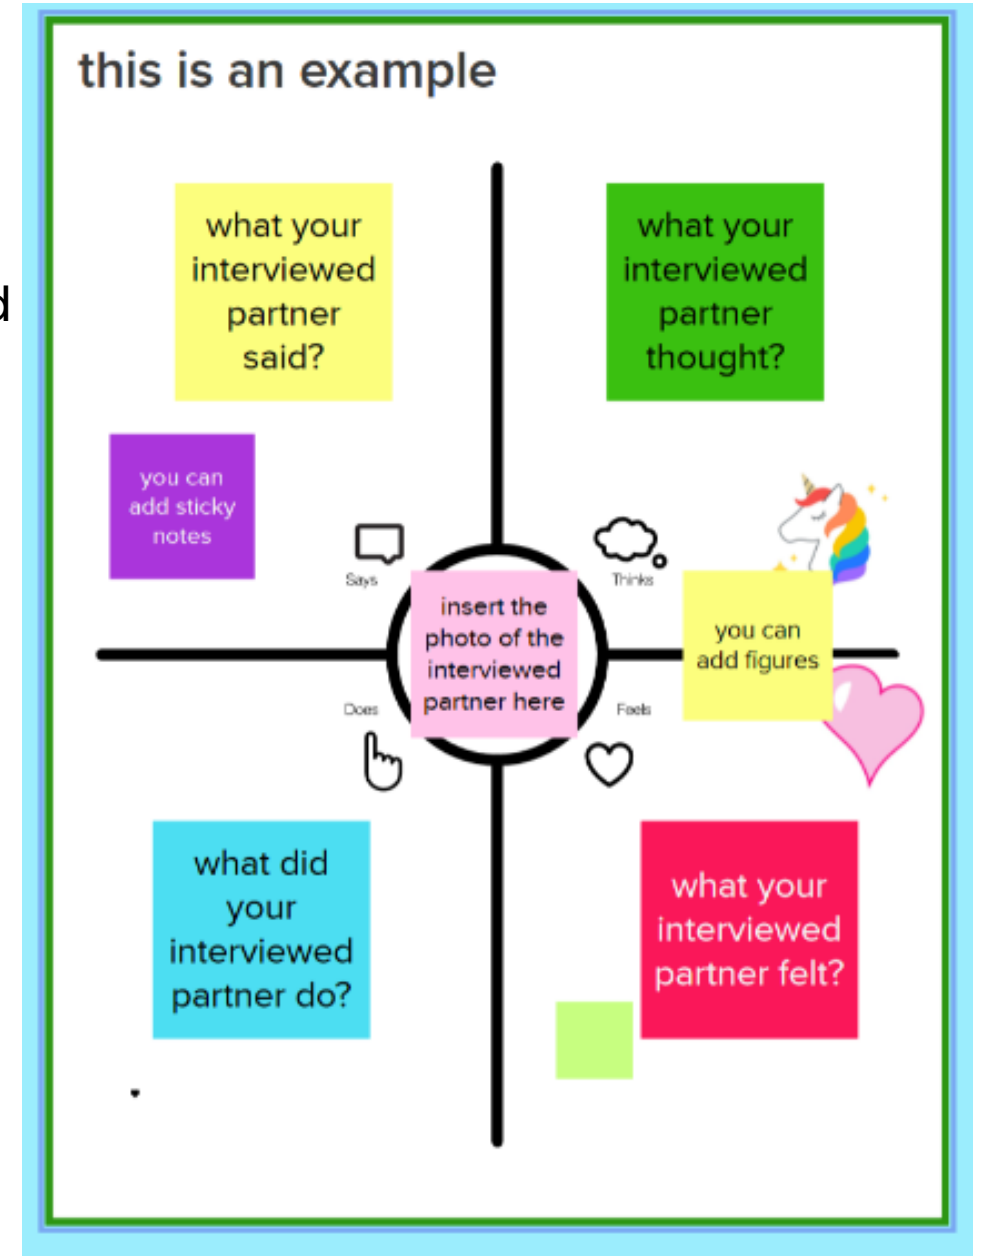 this is an example
d
what your
interviewed
partner
said?
what your
interviewed
partner
thought?
you can
add sticky
notes
Says
Thinks
insert the
photo of the
interviewed
partner here
you can
add figures
Does
Feels
what did
your
interviewed
partner do?
what your
interviewed
partner felt?